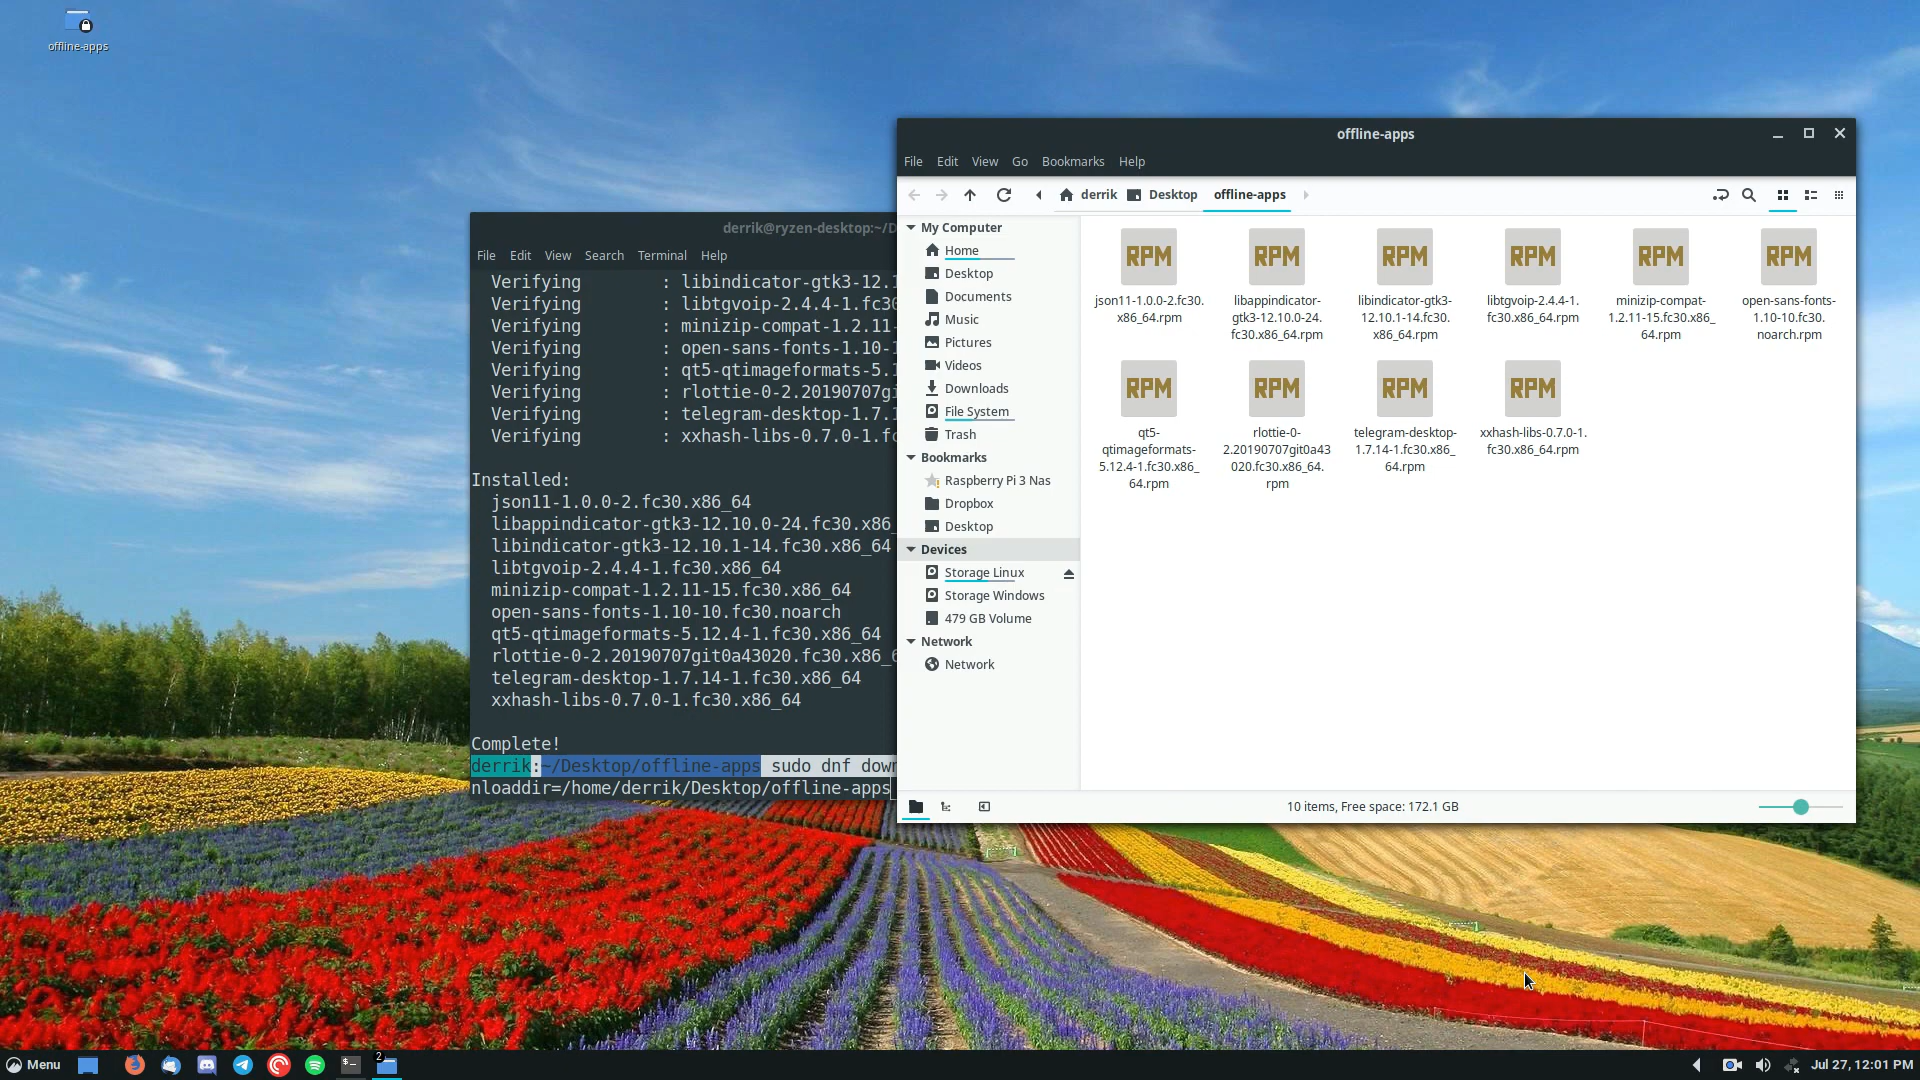 offline-apps
derrik@ryzen-desktop:~/D
File Edit View Search Terminal Help
Verifying : libindicator-gtk3-12.1
Verifying : libtgvoip-2.4.4-1.fc30
Verifying : minizip-compat-1.2.11-
Verifying : open-sans-fonts-1.10-1
Verifying : qt5-qtimageformats-5.1
Verifying : rlottie-0-2.20190707gi
Verifying : telegram-desktop-1.7.1
Verifying : xxhash-libs-0.7.0-1.fc
Installed:
json11-1.0.0-2.fc30.x86_64
libappindicator-gtk3-12.10.0-24.fc30.x86_
libindicator-gtk3-12.10.1-14.fc30.x86_64
libtgvoip-2.4.4-1.fc30.x86_64
minizip-compat-1.2.11-15.fc30.x86_64
open-sans-fonts-1.10-10.fc30.noarch
qt5-qtimageformats-5.12.4-1.fc30.x86_64
rlottie-0-2.20190707git0a43020.fc30.x86_6
telegram-desktop-1.7.14-1.fc30.x86_64
xxhash-libs-0.7.0-1.fc30.x86_64
Complete!
derrik:~/Desktop/offline-apps sudo dnf down
nloaddir=/home/derrik/Desktop/offline-apps
offline-apps
File Edit View Go Bookmarks Help
derrik Desktop offline-apps
My Computer
Home
Desktop
Documents
Music
Pictures
Videos
Downloads
File System
Trash
Bookmarks
Raspberry Pi 3 Nas
Dropbox
Desktop
Devices
Storage Linux
Storage Windows
479 GB Volume
Network
Network
RPM RPM RPM RPM RPM RPM
json11-1.0.0-2.fc30.
x86_64.rpm
libappindicator-
gtk3-12.10.0-24.
fc30.x86_64.rpm
libindicator-gtk3-
12.10.1-14.fc30.
x86_64.rpm
libtgvoip-2.4.4-1.
fc30.x86_64.rpm
minizip-compat-
1.2.11-15.fc30.x86_
64.rpm
open-sans-fonts-
1.10-10.fc30.
noarch.rpm
RPM RPM RPM RPM
qt5-
qtimageformats-
5.12.4-1.fc30.x86_
64.rpm
rlottie-0-
2.20190707git0a43
020.fc30.x86_64.
rpm
telegram-desktop-
1.7.14-1.fc30.x86_
64.rpm
xxhash-libs-0.7.0-1.
fc30.x86_64.rpm
10 items, Free space: 172.1 GB
Menu
2
Jul 27, 12:01 PM